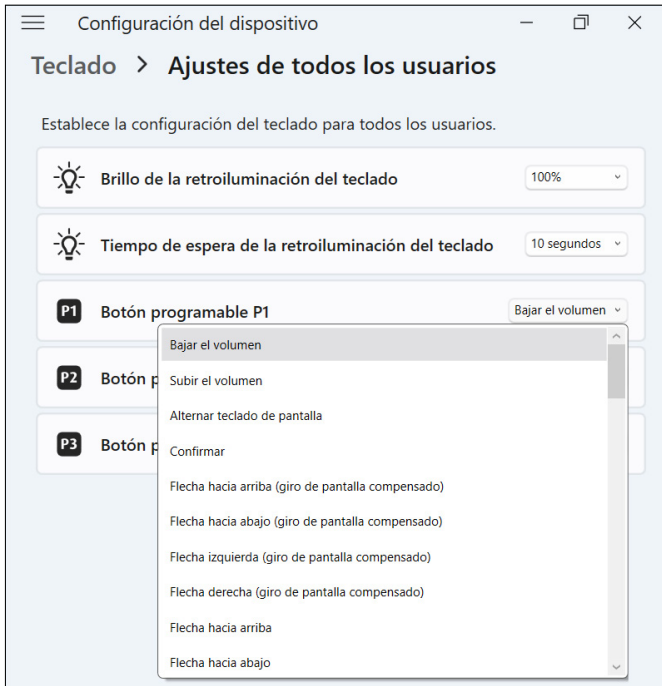 Configuración del dispositivo
Teclado > Ajustes de todos los usuarios
Establece la configuración del teclado para todos los usuarios.
Brillo de la retroiluminación del teclado 100%
Tiempo de espera de la retroiluminación del teclado 10 segundos
P1 Botón programable P1 Bajar el volumen
Bajar el volumen
P2 Botón p
Subir el volumen
Alternar teclado de pantalla
P3 Botón p
Confirmar
Flecha hacia arriba (giro de pantalla compensado)
Flecha hacia abajo (giro de pantalla compensado)
Flecha izquierda (giro de pantalla compensado)
Flecha derecha (giro de pantalla compensado)
Flecha hacia arriba
Flecha hacia abajo